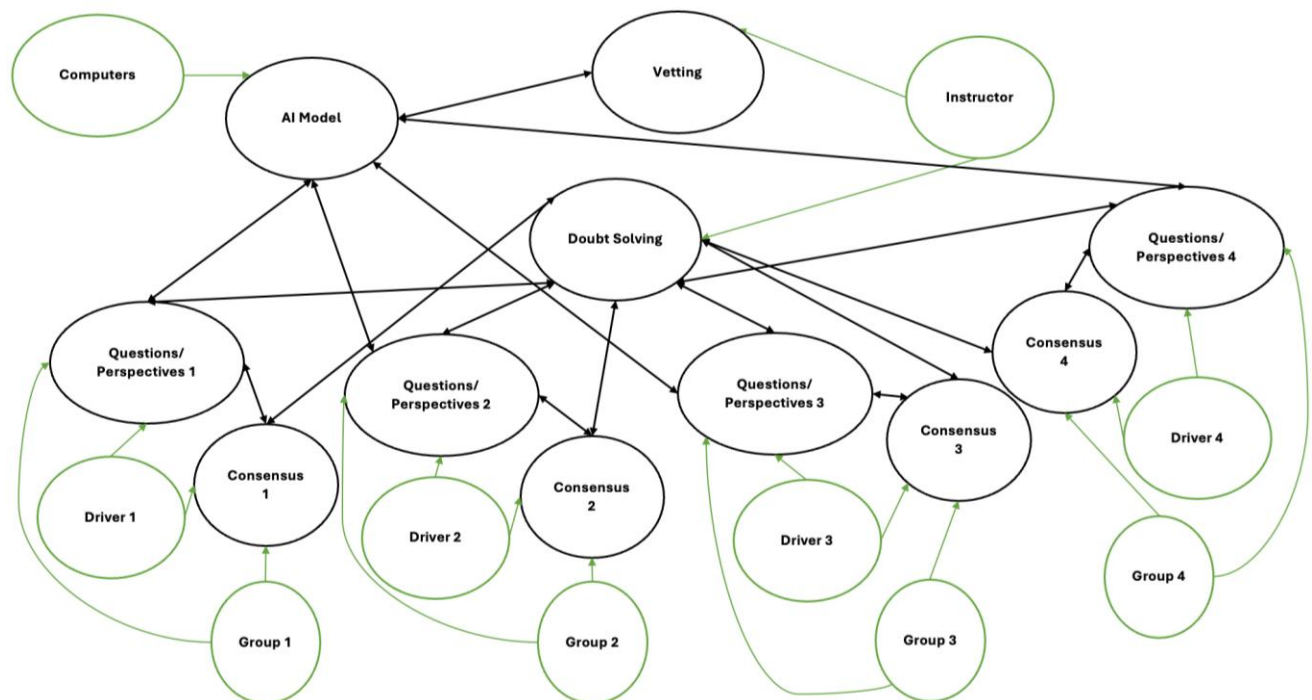 Computers
Vetting
Instructor
AI Model
Doubt Solving
Questions/
Perspectives 4
Questions/
Perspectives 1
Questions/
Perspectives 2
Questions/
Perspectives 3
Consensus
4
Consensus
3
Driver 4
Consensus
1
Consensus
2
Driver 1
Driver 2
Driver 3
Group 4
Group 1
Group 2
Group 3